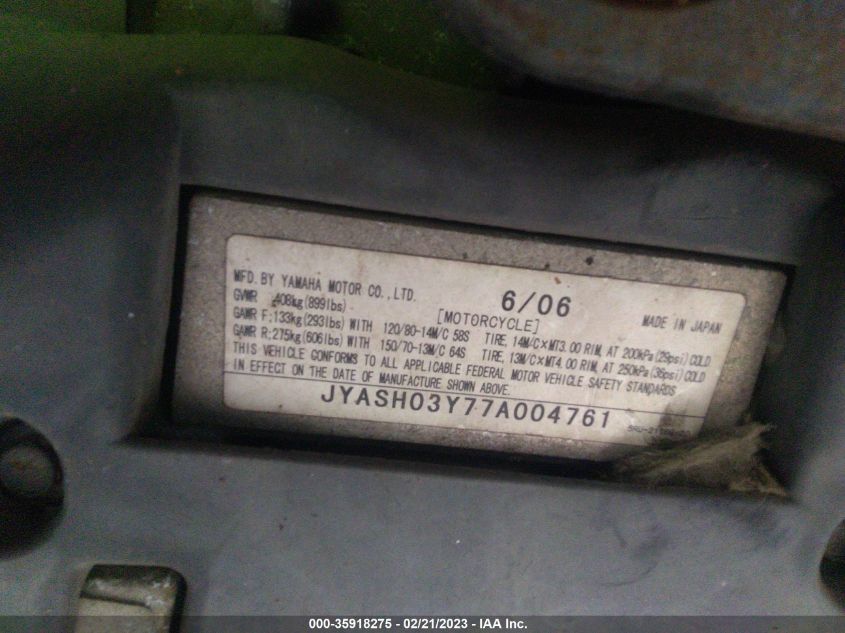 MFD. BY YAMAHA MOTOR CO.,LTD. 6/06 MADE IN JAPAN
GVWR 408kg(899lbs) [MOTORCYCLE]
GAWR F:133kg(293lbs) WITH 120/80-14M/C 58S TIRE, 14M/C×MT3.00 RIM, AT 200kPa(29psi) COLD
GAWR R:275kg(606lbs) WITH 150/70-13M/C 64S TIRE, 13M/C×MT4.00 RIM, AT 250kPa(36psi) COLD
THIS VEHICLE CONFORMS TO ALL APPLICABLE FEDERAL MOTOR VEHICLE SAFETY STANDARDS
IN EFFECT ON THE DATE OF MANUFACTURE SHOWN ABOVE.
JYASH03Y77A004761
000-35918275 - 02/21/2023 - IAA Inc.